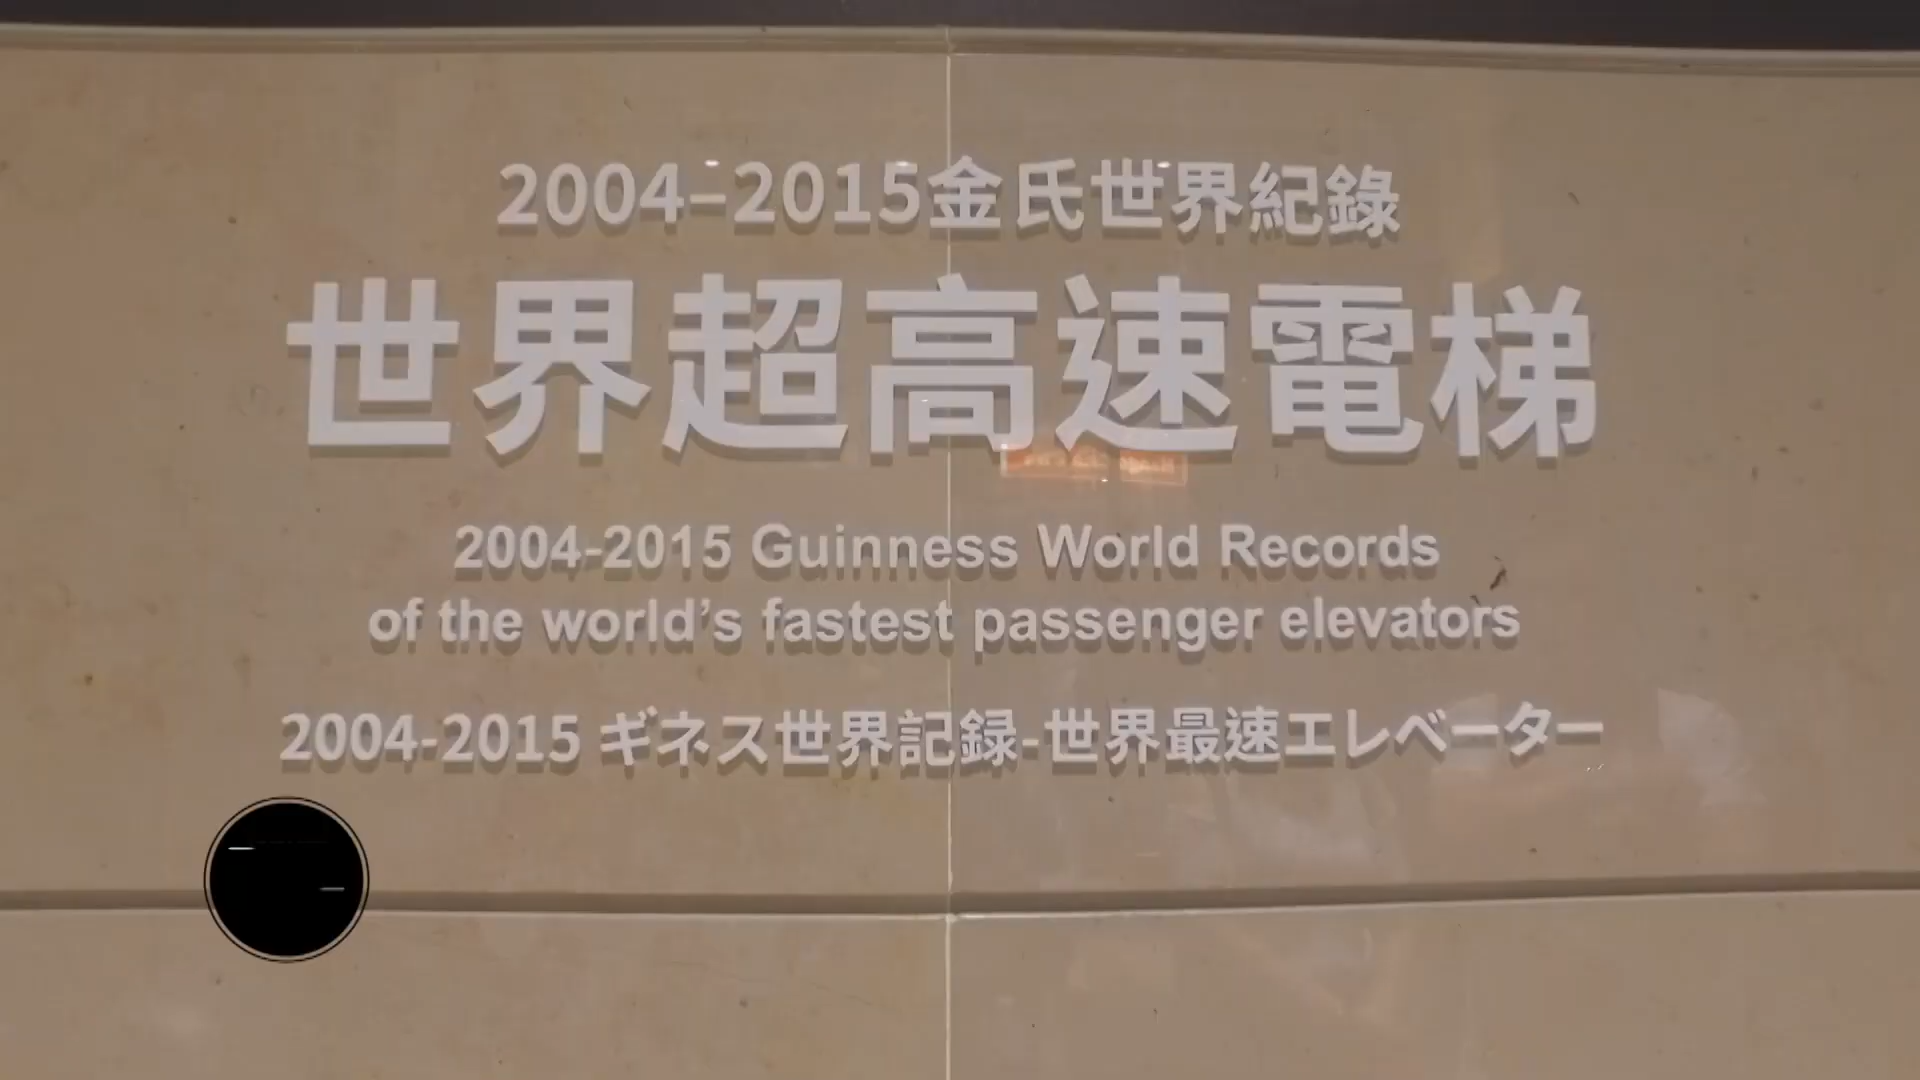 2004–2015金氏世界紀錄
世界超高速電梯
2004-2015 Guinness World Records
of the world’s fastest passenger elevators
2004-2015 ギネス世界記録-世界最速エレベーター